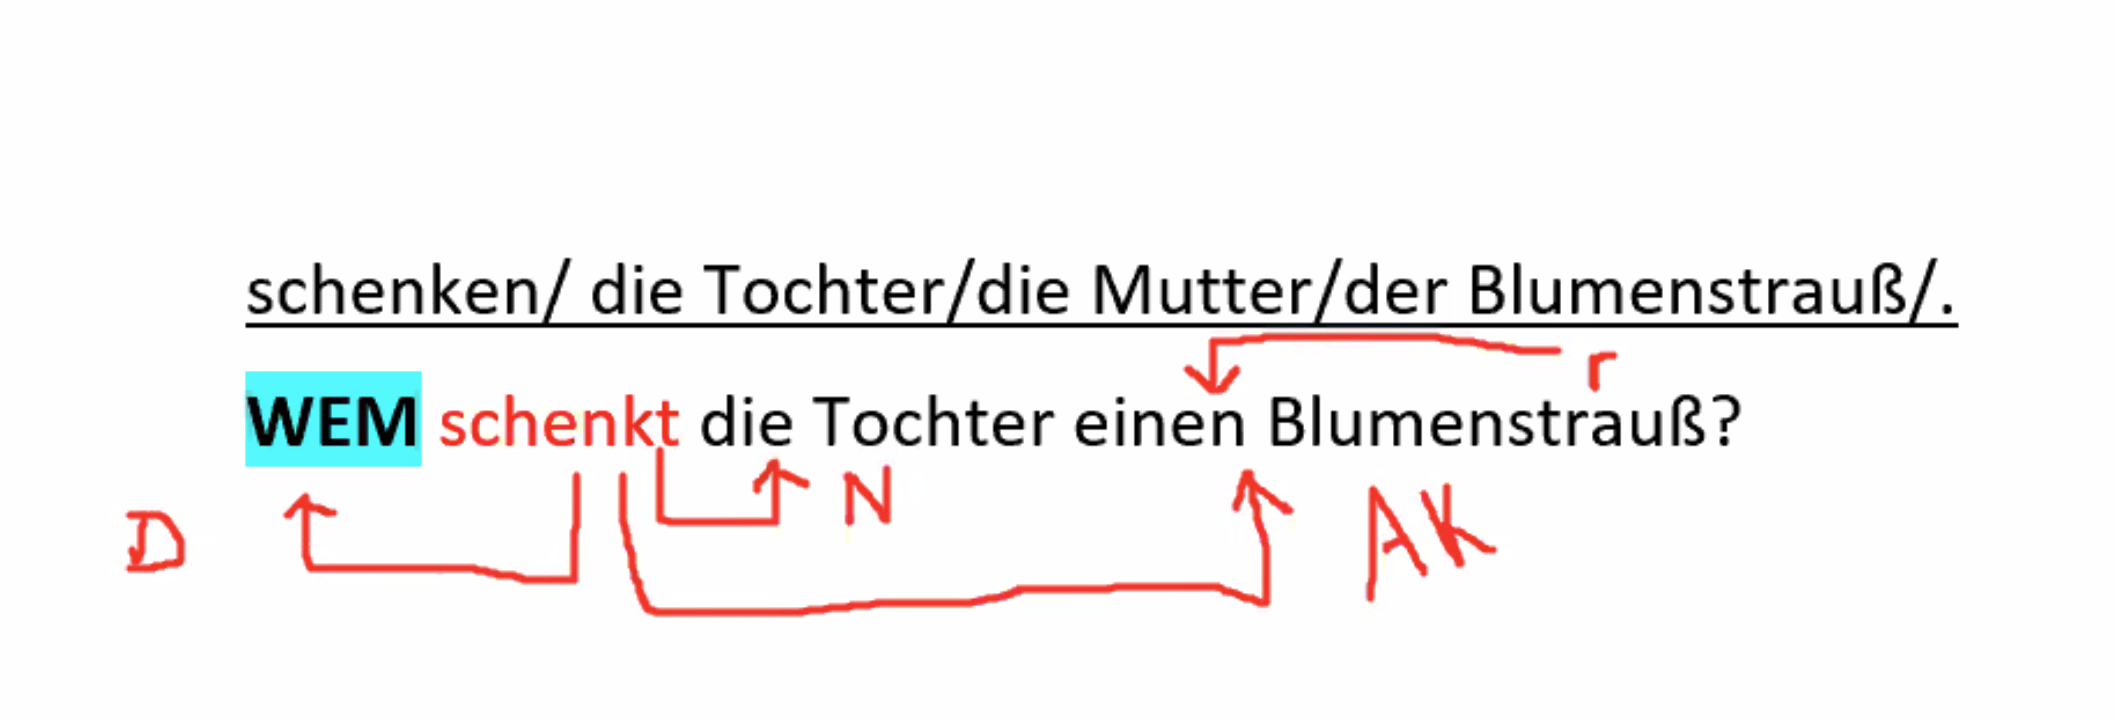 schenken/ die Tochter/die Mutter/der Blumenstrauß/.
r
WEM schenkt die Tochter einen Blumenstrauß?
D N AK